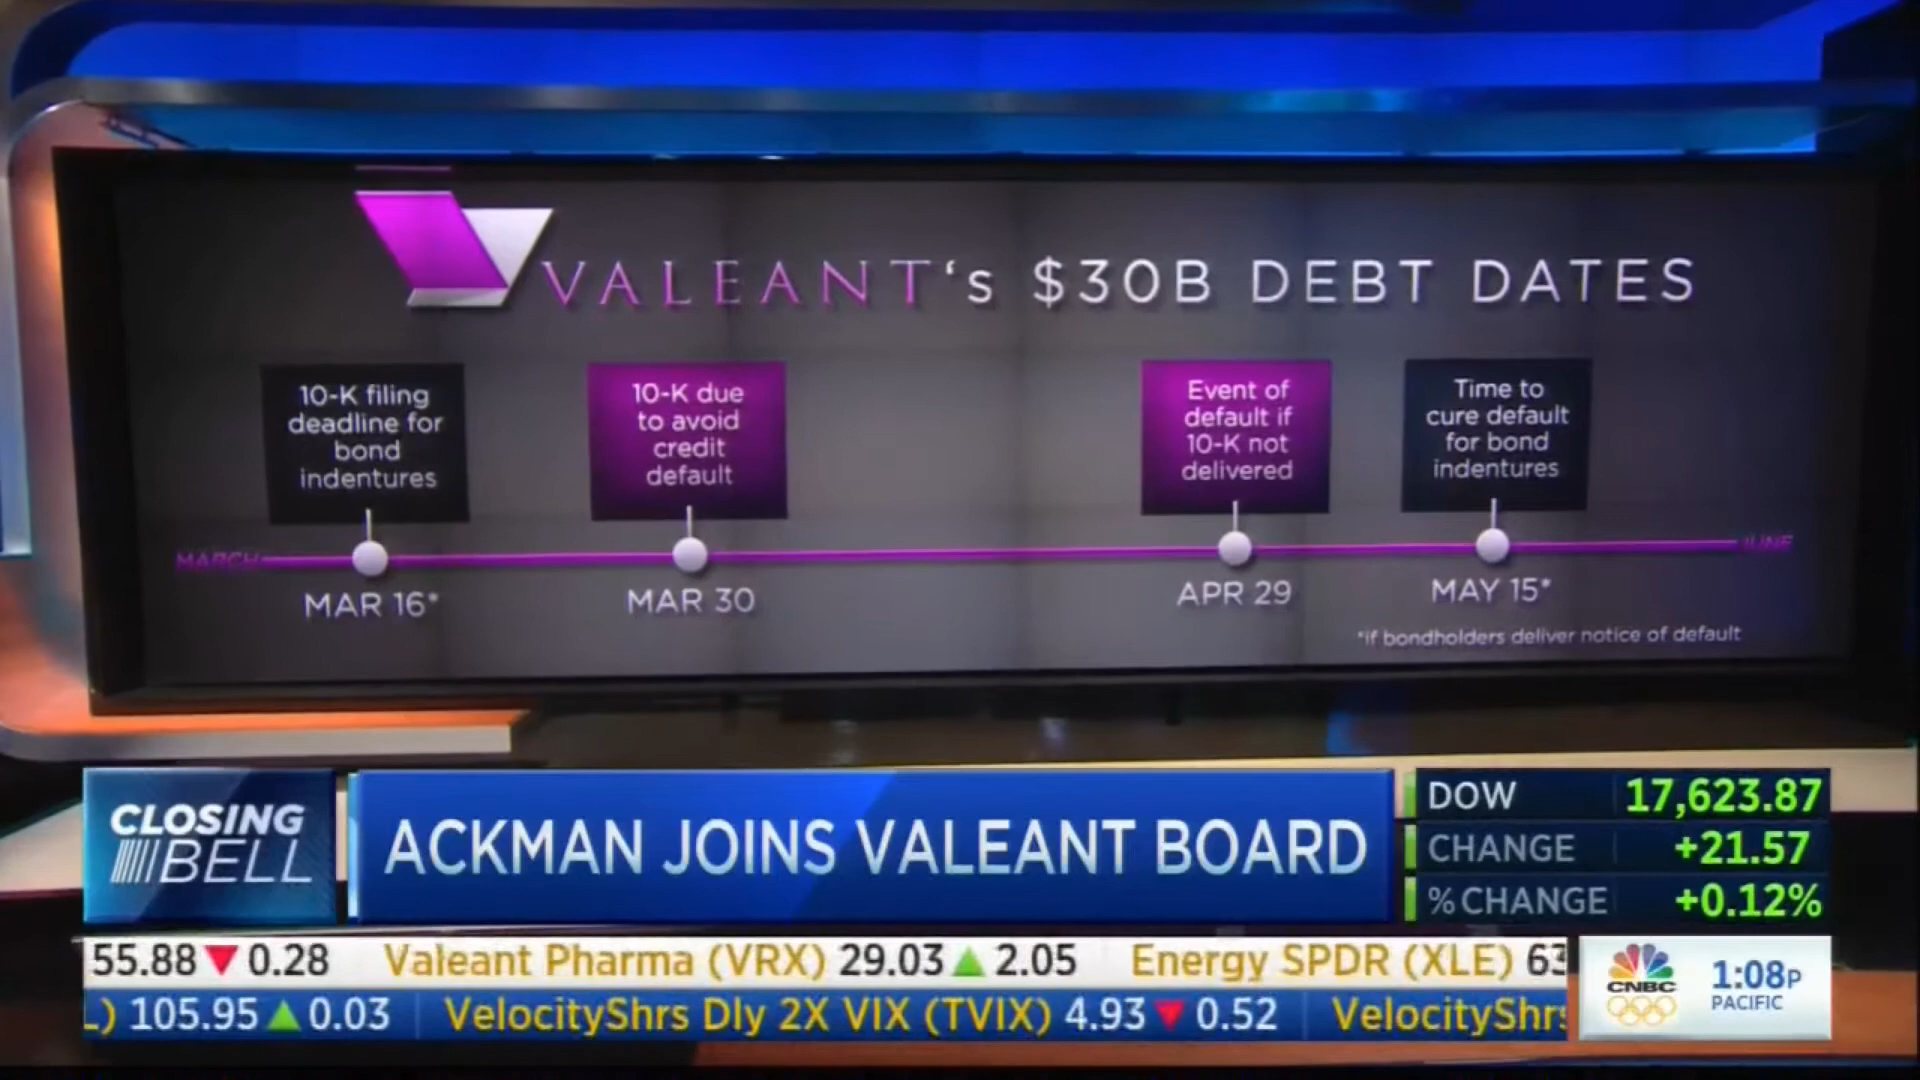 VALEANT's $30B DEBT DATES
10-K filing
deadline for
bond
indentures
10-K due
to avoid
credit
default
Event of
default if
10-K not
delivered
Time to
cure default
for bond
indentures
MARCH
JUNE
MAR 16*
MAR 30
APR 29
MAY 15*
*if bondholders deliver notice of default
CLOSING
BELL
ACKMAN JOINS VALEANT BOARD
DOW 17,623.87
CHANGE +21.57
% CHANGE +0.12%
55.88 ▼ 0.28 Valeant Pharma (VRX) 29.03 ▲ 2.05 Energy SPDR (XLE) 63
L) 105.95 ▲ 0.03 VelocityShrs Dly 2X VIX (TVIX) 4.93 ▼ 0.52 VelocityShrs
CNBC
1:08P
PACIFIC